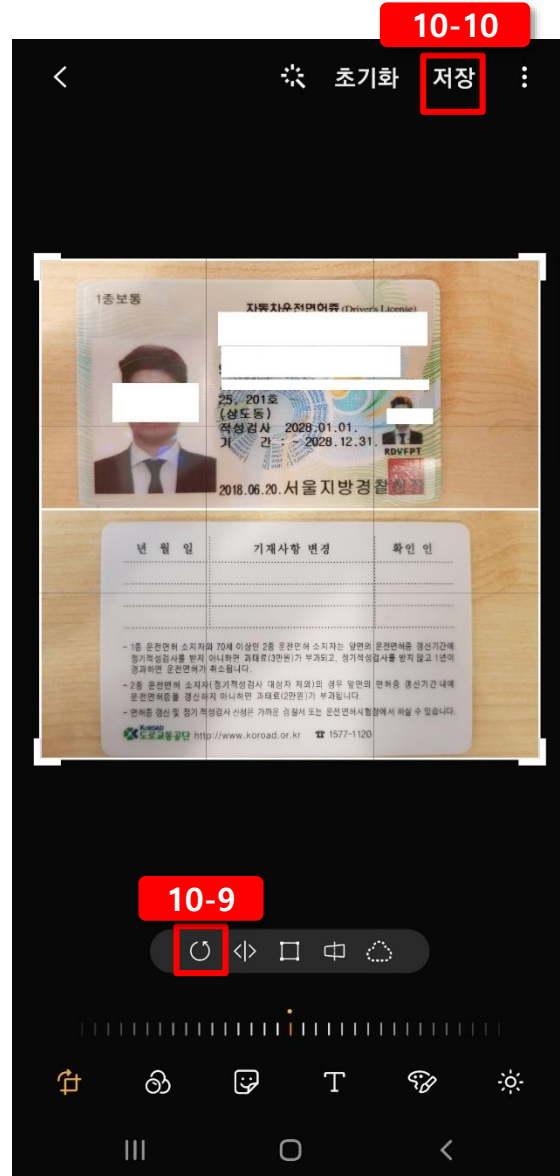 10-10
초기화 저장
1종보통
자동차운전면허증 (Driver's License)
25, 201호
(상도동)
적성검사 2028.01.01.
기 간 : ~ 2028.12.31.
RDVFPT
2018.06.20. 서울지방경찰청장
년 월 일 기재사항 변경 확인 인
- 1종 운전면허 소지자와 70세 이상인 2종 운전면허 소지자는 앞면의 운전면허증 갱신기간에
정기적성검사를 받지 아니하면 과태료(3만원)가 부과되고, 정기적성검사를 받지 않고 1년이
경과하면 운전면허가 취소됩니다.
- 2종 운전면허 소지자(정기적성검사 대상자 제외)의 경우 앞면의 면허증 갱신기간 내에
운전면허증을 갱신하지 아니하면 과태료(2만원)가 부과됩니다.
- 면허증 갱신 및 정기 적성검사 신청은 가까운 경찰서 또는 운전면허시험장에서 하실 수 있습니다.
KOROAD
도로교통공단 http://www.koroad.or.kr ☎ 1577-1120
10-9
T